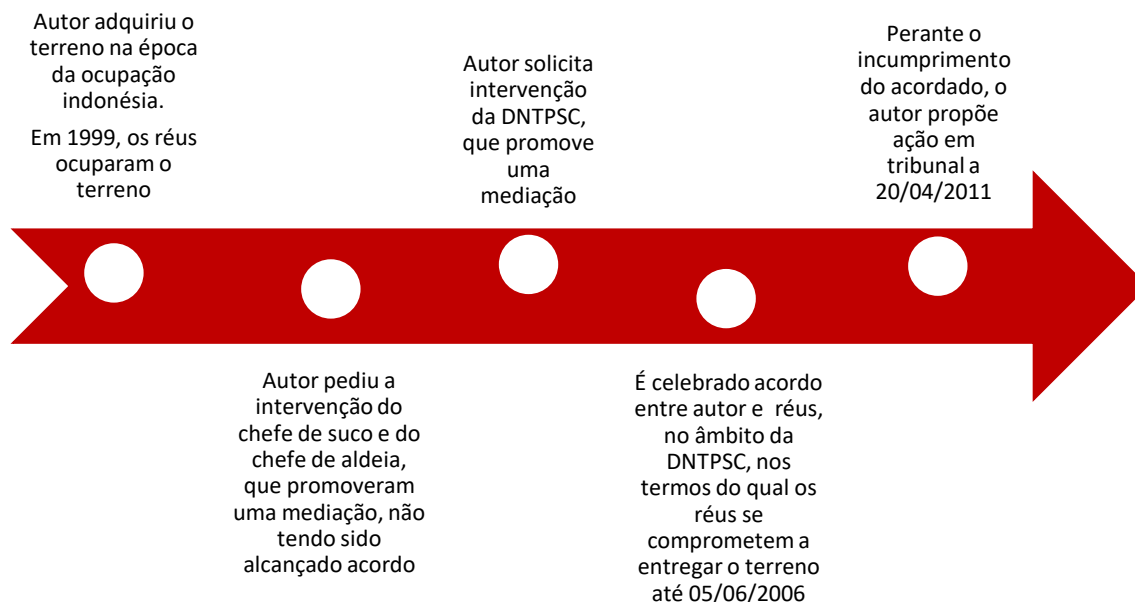 Autor adquiriu o
terreno na época
da ocupação
indonésia.
Em 1999, os réus
ocuparam o
terreno
Autor pediu a
intervenção do
chefe de suco e do
chefe de aldeia,
que promoveram
uma mediação, não
tendo sido
alcançado acordo
Autor solicita
intervenção
da DNTPSC,
que promove
uma
mediação
É celebrado acordo
entre autor e réus,
no âmbito da
DNTPSC, nos
termos do qual os
réus se
comprometem a
entregar o terreno
até 05/06/2006
Perante o
incumprimento
do acordado, o
autor propõe
ação em
tribunal a
20/04/2011